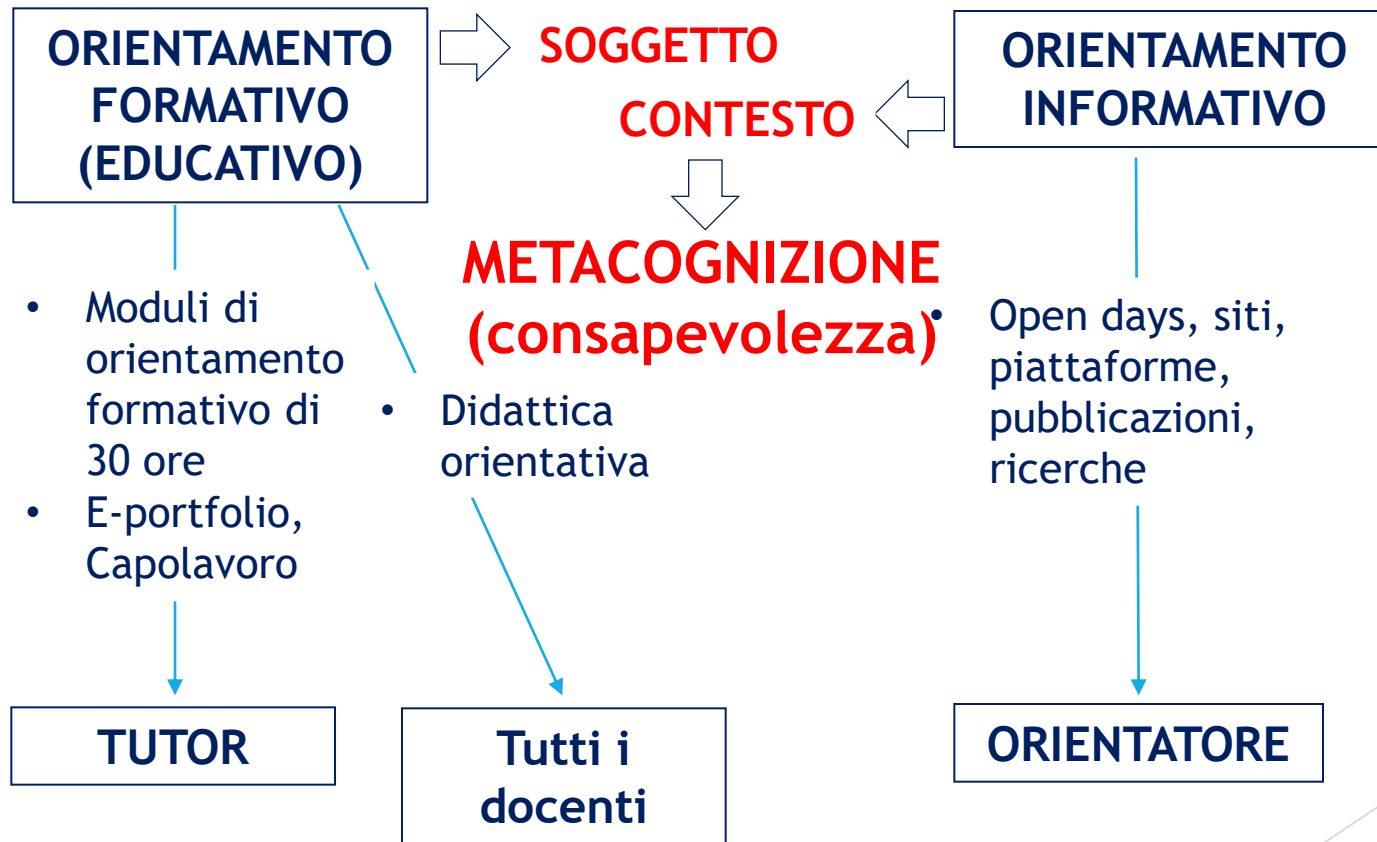 ORIENTAMENTO
FORMATIVO
(EDUCATIVO)
SOGGETTO
CONTESTO
ORIENTAMENTO
INFORMATIVO
METACOGNIZIONE
(consapevolezza)
• Moduli di
orientamento
formativo di
30 ore
• E-portfolio,
Capolavoro
• Didattica
orientativa
• Open days, siti,
piattaforme,
pubblicazioni,
ricerche
TUTOR
Tutti i
docenti
ORIENTATORE